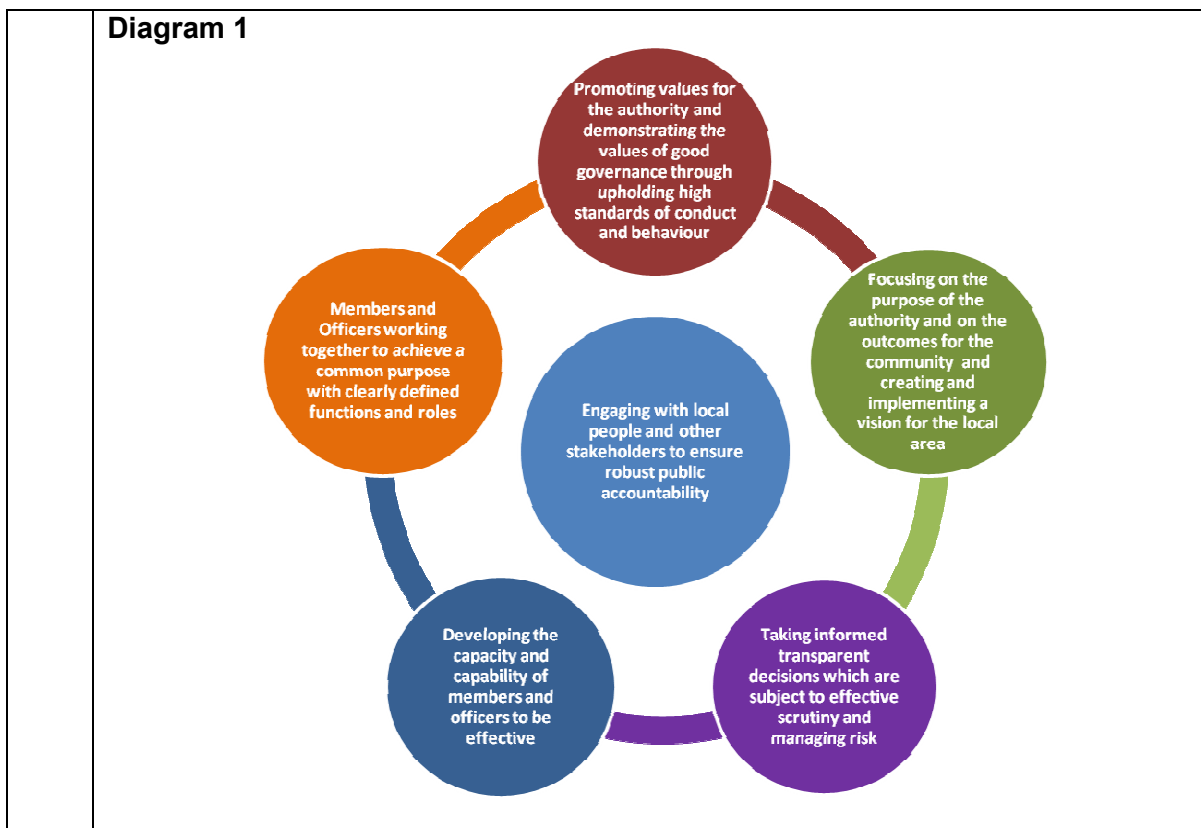 Diagram 1
Promoting values for
the authority and
demonstrating the
values of good
governance through
upholding high
standards of conduct
and behaviour
Focusing on the
purpose of the
authority and on the
outcomes for the
community and
creating and
implementing a
vision for the local
area
Members and
Officers working
together to achieve a
common purpose
with clearly defined
functions and roles
Engaging with local
people and other
stakeholders to ensure
robust public
accountability
Developing the
capacity and
capability of
members and
officers to be
effective
Taking informed
transparent
decisions which are
subject to effective
scrutiny and
managing risk